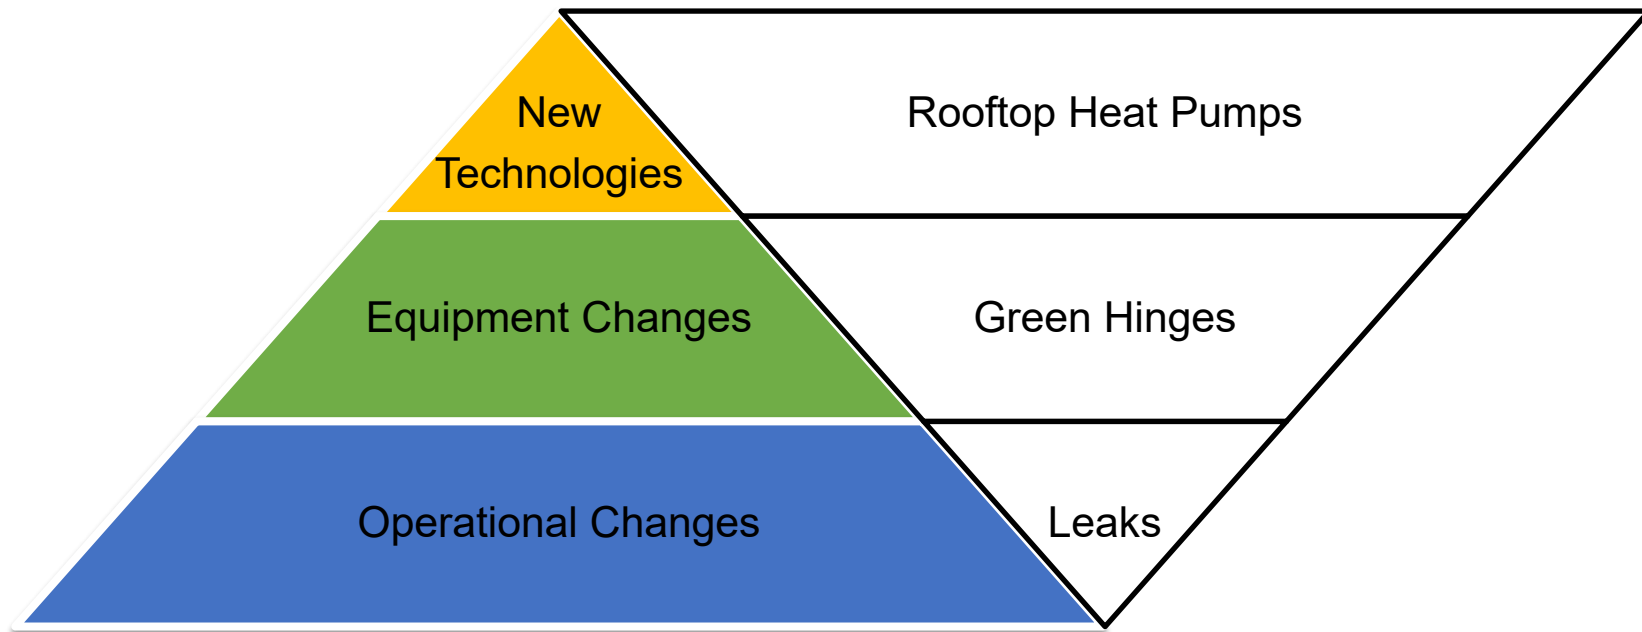 New
Technologies
Rooftop Heat Pumps
Equipment Changes
Green Hinges
Operational Changes
Leaks